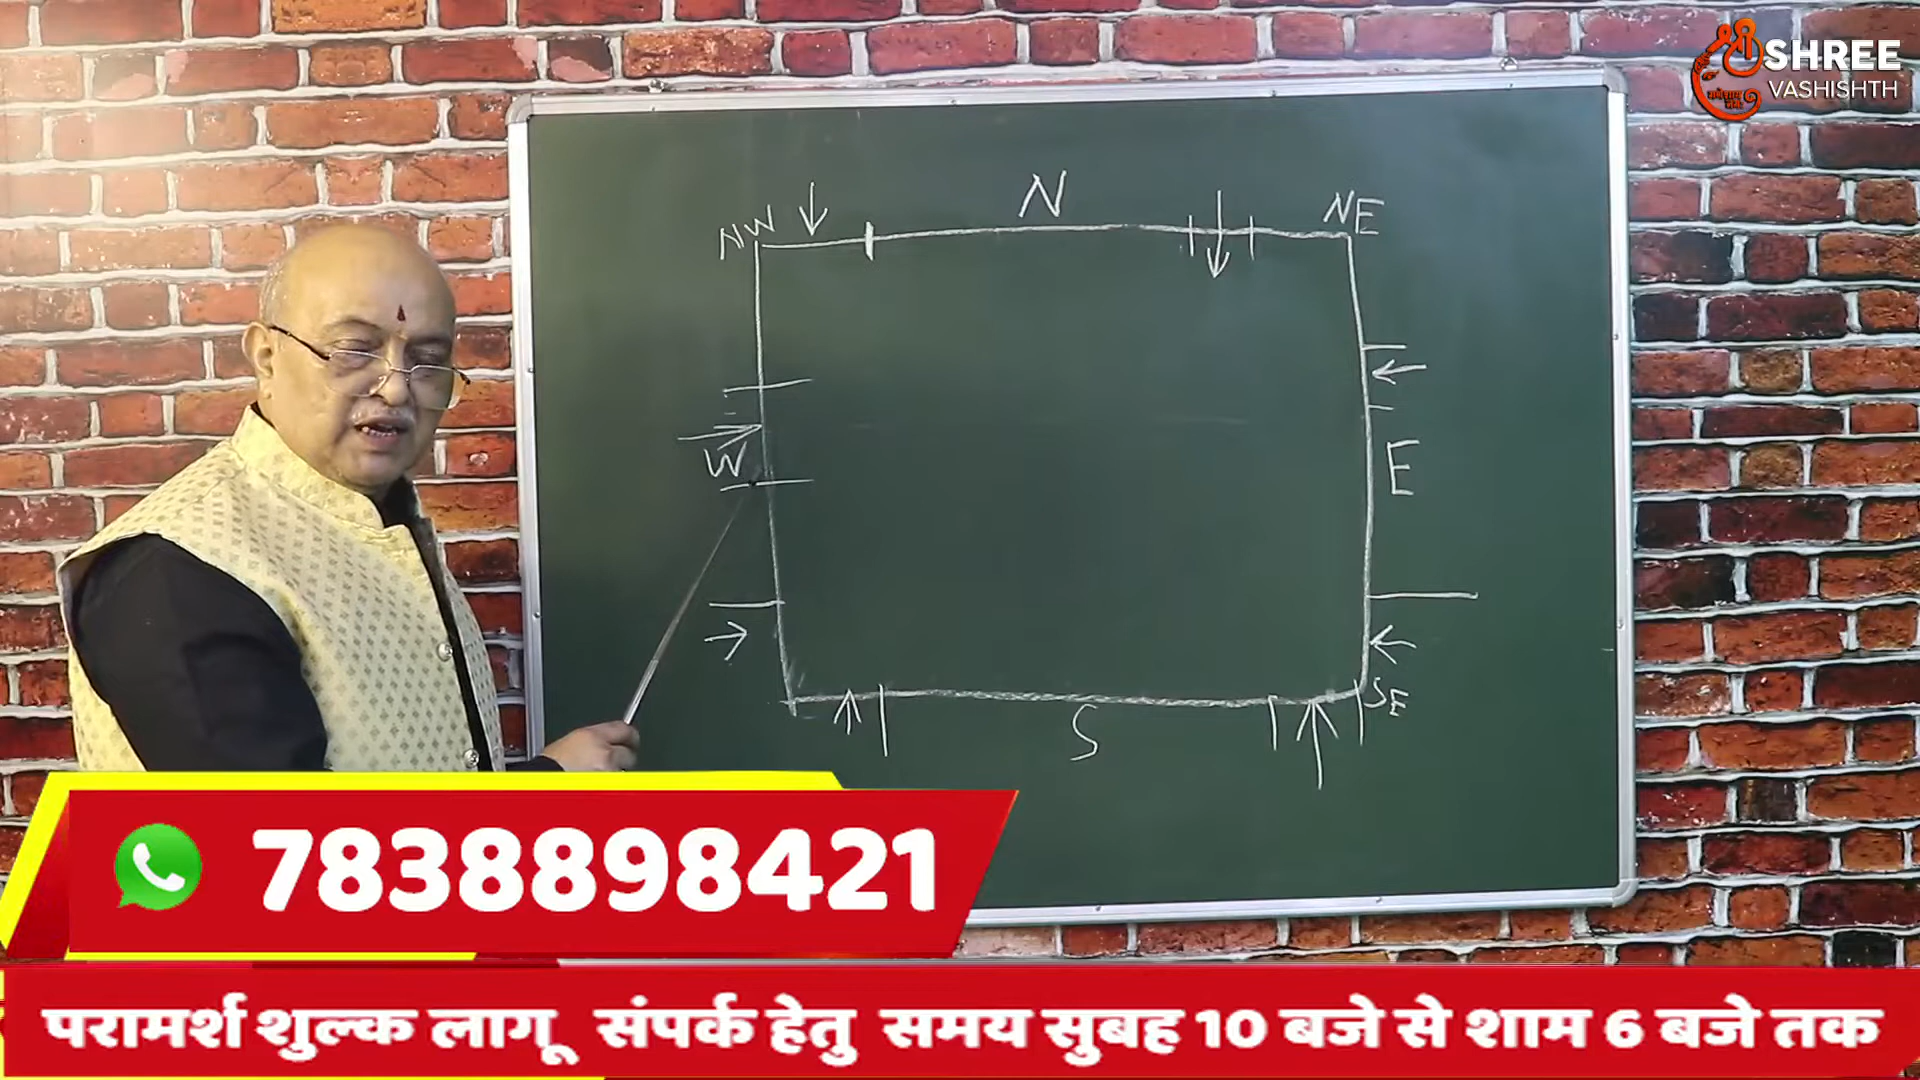 श्री SHREE
VASHISHTH
N
NW
NE
W
E
S
SE
7838898421
परामर्श शुल्क लागू संपर्क हेतु समय सुबह 10 बजे से शाम 6 बजे तक